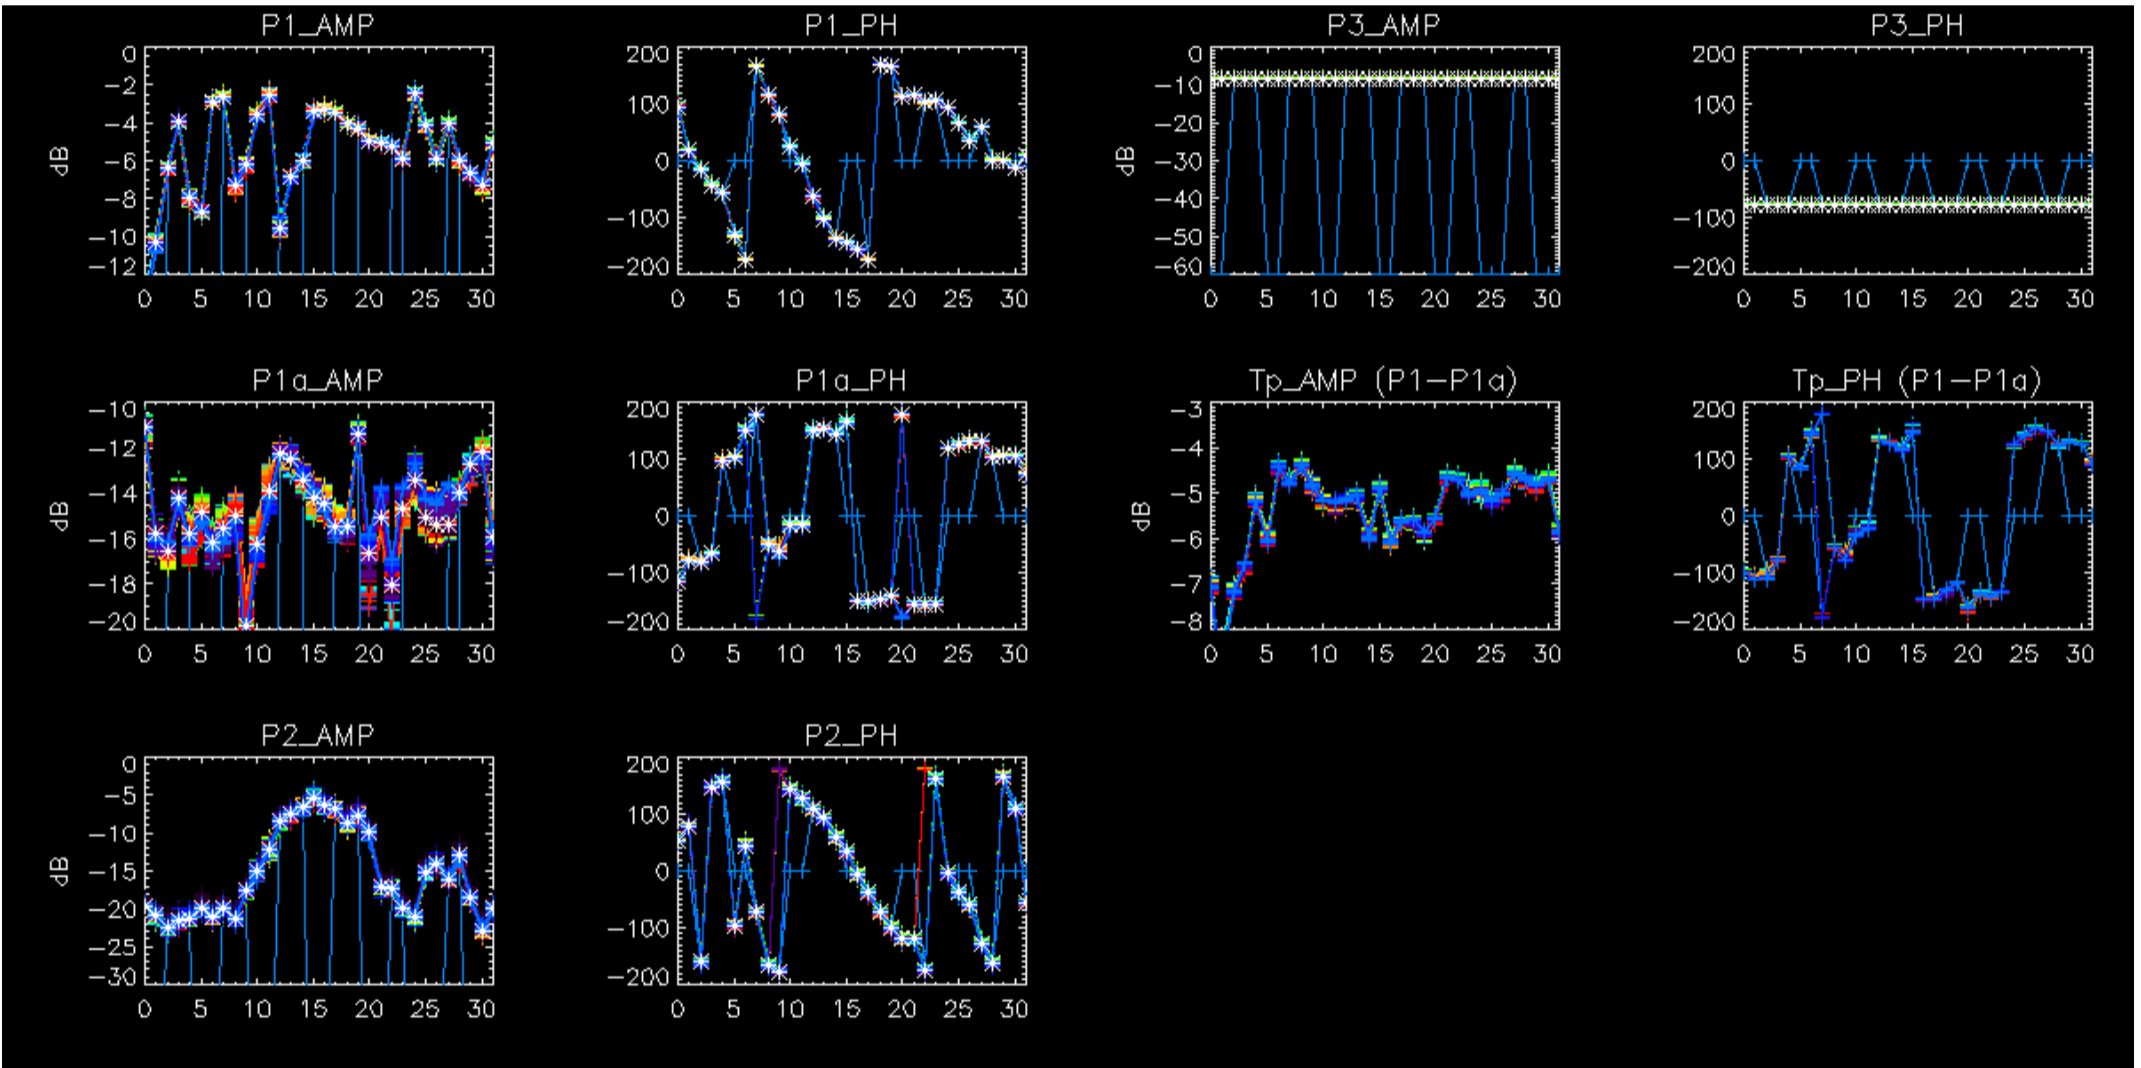 P1_AMP
0
−2
−4
−6
−8
−10
−12
dB
0 5 10 15 20 25 30
P1_PH
200
100
0
−100
−200
0 5 10 15 20 25 30
P3_AMP
0
−10
−20
−30
−40
−50
−60
dB
0 5 10 15 20 25 30
P3_PH
200
100
0
−100
−200
0 5 10 15 20 25 30
P1a_AMP
−10
−12
−14
−16
−18
−20
dB
0 5 10 15 20 25 30
P1a_PH
200
100
0
−100
−200
0 5 10 15 20 25 30
Tp_AMP (P1−P1a)
−3
−4
−5
−6
−7
−8
dB
0 5 10 15 20 25 30
Tp_PH (P1−P1a)
200
100
0
−100
−200
0 5 10 15 20 25 30
P2_AMP
0
−5
−10
−15
−20
−25
−30
dB
0 5 10 15 20 25 30
P2_PH
200
100
0
−100
−200
0 5 10 15 20 25 30